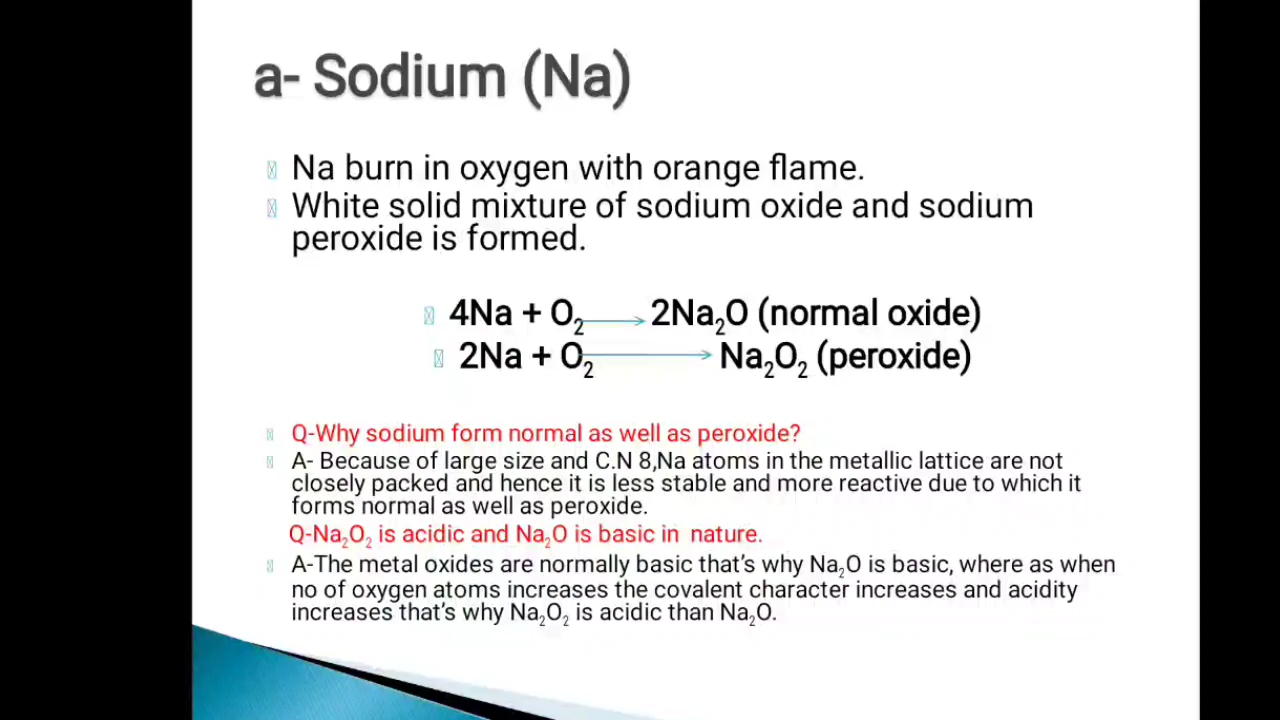 a- Sodium (Na)
Na burn in oxygen with orange flame.
White solid mixture of sodium oxide and sodium
peroxide is formed.
4Na + O₂ ⟶ 2Na₂O (normal oxide)
2Na + O₂ ⟶ Na₂O₂ (peroxide)
Q-Why sodium form normal as well as peroxide?
A- Because of large size and C.N 8,Na atoms in the metallic lattice are not
closely packed and hence it is less stable and more reactive due to which it
forms normal as well as peroxide.
Q-Na₂O₂ is acidic and Na₂O is basic in nature.
A-The metal oxides are normally basic that's why Na₂O is basic, where as when
no of oxygen atoms increases the covalent character increases and acidity
increases that's why Na₂O₂ is acidic than Na₂O.